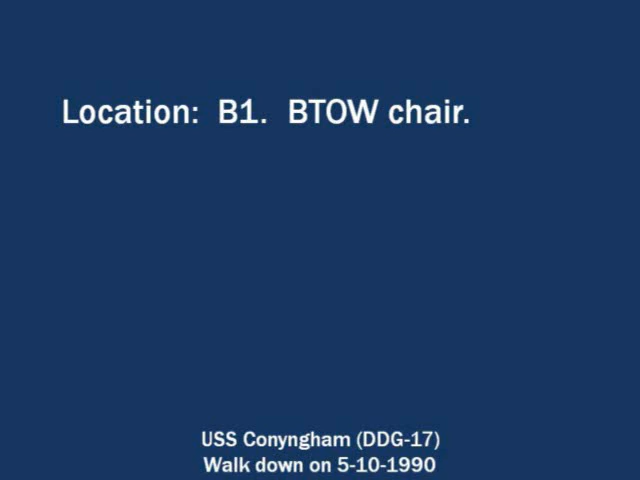 Location:  B1.  BTOW chair.
USS Conyngham (DDG-17)
Walk down on 5-10-1990